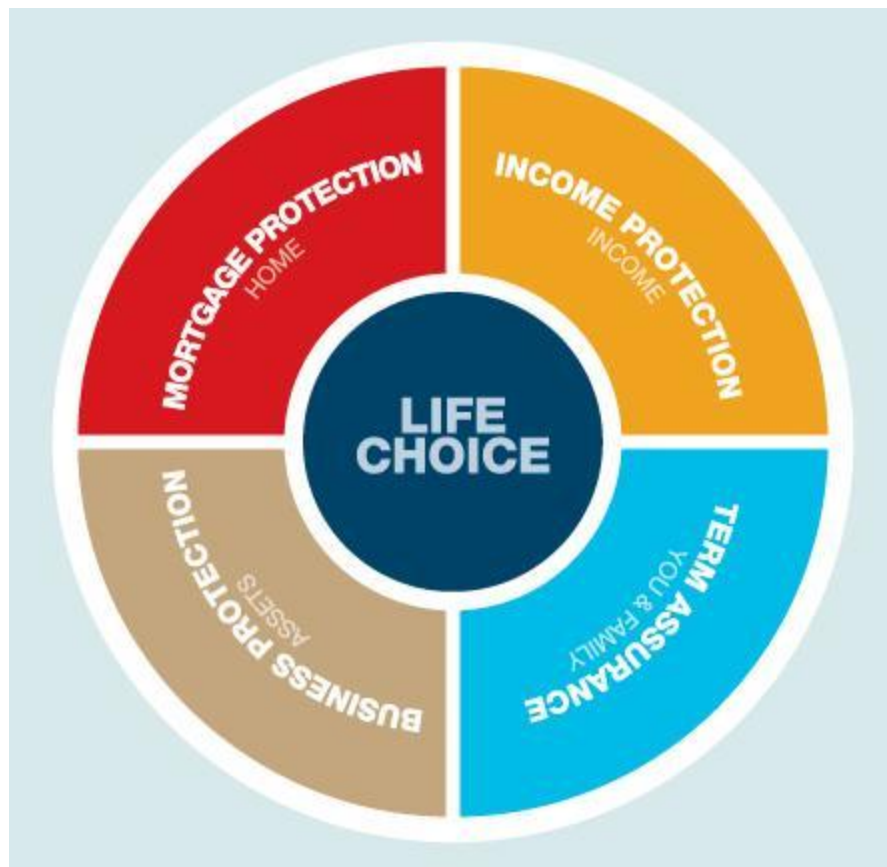 MORTGAGE PROTECTION
HOME
INCOME PROTECTION
INCOME
LIFE
CHOICE
TERM ASSURANCE
YOU & FAMILY
BUSINESS PROTECTION
ASSETS